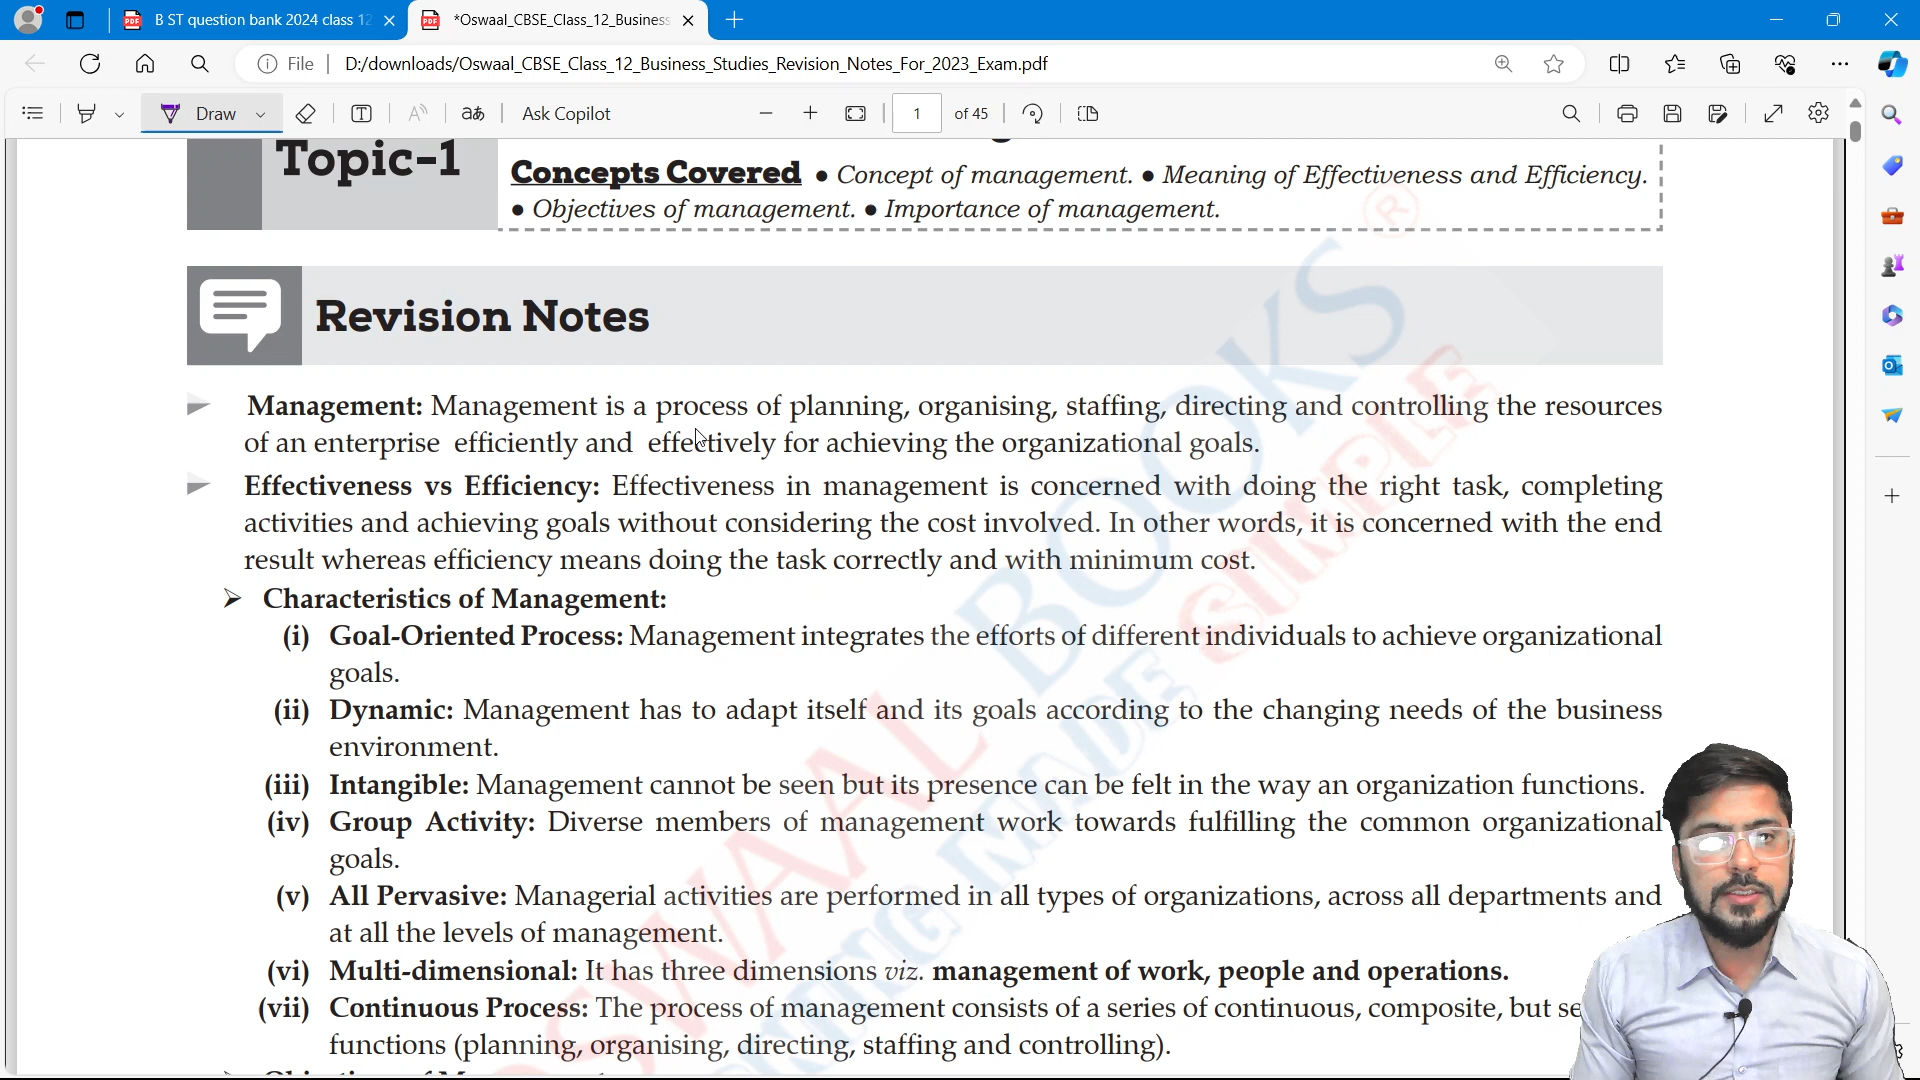 B ST question bank 2024 class 12
*Oswaal_CBSE_Class_12_Business
File
D:/downloads/Oswaal_CBSE_Class_12_Business_Studies_Revision_Notes_For_2023_Exam.pdf
Draw
aあ
Ask Copilot
1 of 45
Topic-1
Concepts Covered ● Concept of management. ● Meaning of Effectiveness and Efficiency.
● Objectives of management. ● Importance of management.
Revision Notes
Management: Management is a process of planning, organising, staffing, directing and controlling the resources
of an enterprise efficiently and effectively for achieving the organizational goals.
Effectiveness vs Efficiency: Effectiveness in management is concerned with doing the right task, completing
activities and achieving goals without considering the cost involved. In other words, it is concerned with the end
result whereas efficiency means doing the task correctly and with minimum cost.
➢ Characteristics of Management:
(i) Goal-Oriented Process: Management integrates the efforts of different individuals to achieve organizational
goals.
(ii) Dynamic: Management has to adapt itself and its goals according to the changing needs of the business
environment.
(iii) Intangible: Management cannot be seen but its presence can be felt in the way an organization functions.
(iv) Group Activity: Diverse members of management work towards fulfilling the common organizational
goals.
(v) All Pervasive: Managerial activities are performed in all types of organizations, across all departments and
at all the levels of management.
(vi) Multi-dimensional: It has three dimensions viz. management of work, people and operations.
(vii) Continuous Process: The process of management consists of a series of continuous, composite, but se
functions (planning, organising, directing, staffing and controlling).
OSWAAL BOOKS®
MADE SIMPLE